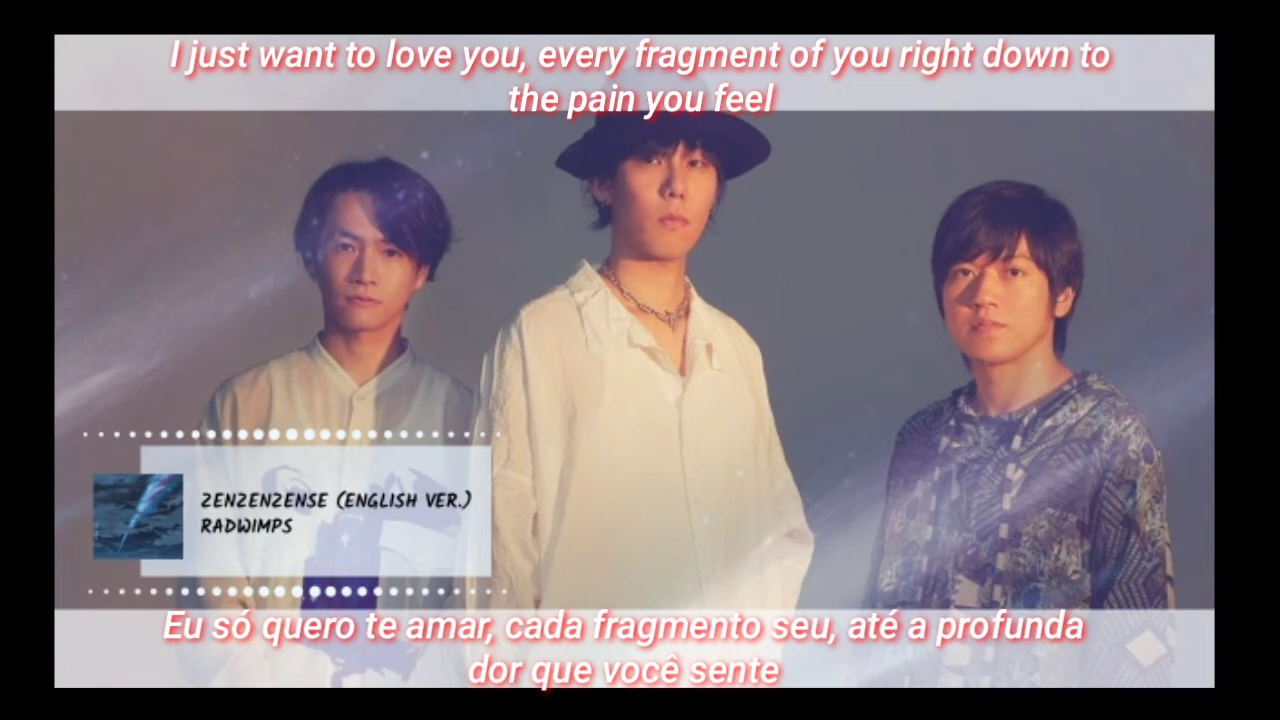 I just want to love you, every fragment of you right down to
the pain you feel
ZENZENZENSE (ENGLISH VER.)
RADWIMPS
Eu só quero te amar, cada fragmento seu, até a profunda
dor que você sente